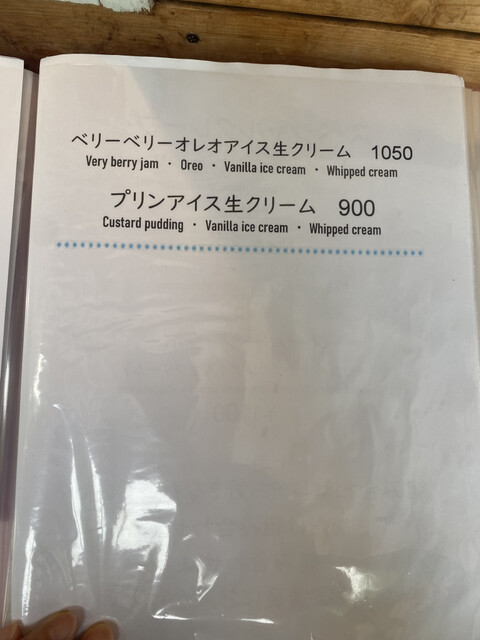 ベリーベリーオレオアイス生クリーム 1050
Very berry jam ・ Oreo ・ Vanilla ice cream ・ Whipped cream
プリンアイス生クリーム 900
Custard pudding ・ Vanilla ice cream ・ Whipped cream